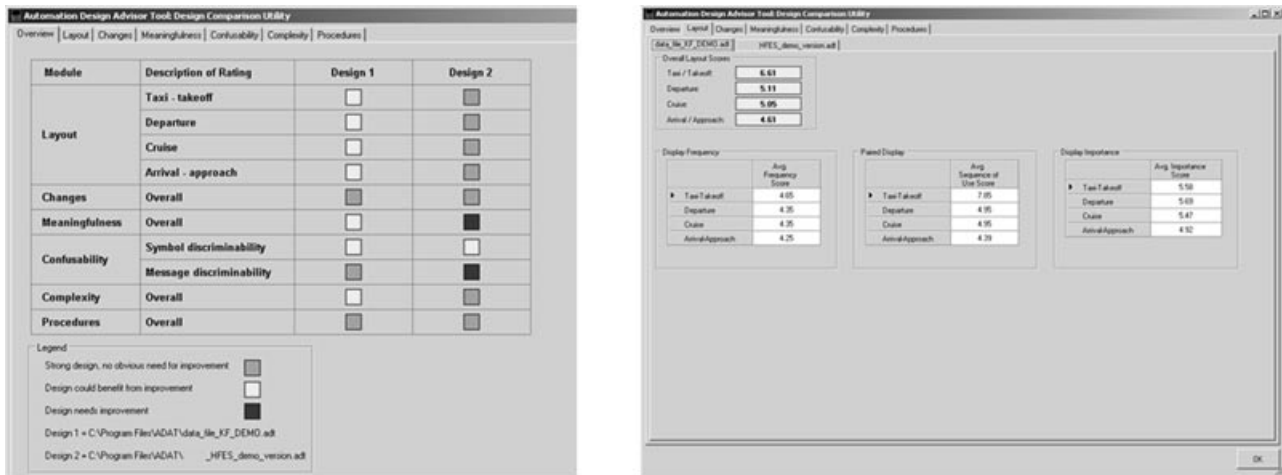 Automation Design Advisor Tool: Design Comparison Utility
Overview Layout Changes Meaningfulness Confusability Complexity Procedures
Module Description of Rating Design 1 Design 2
Layout
Taxi - takeoff
Departure
Cruise
Arrival - approach
Changes Overall
Meaningfulness Overall
Confusability
Symbol discriminability
Message discriminability
Complexity Overall
Procedures Overall
Legend
Strong design, no obvious need for improvement
Design could benefit from improvement
Design needs improvement
Design 1 = C:\Program Files\ADAT\data_file_KF_DEMO.adt
Design 2 = C:\Program Files\ADAT\ _HFES_demo_version.adt
Automation Design Advisor Tool: Design Comparison Utility
Overview Layout Changes Meaningfulness Confusability Complexity Procedures
data_file_KF_DEMO.adt _HFES_demo_version.adt
Overall Layout Scores
Taxi / Takeoff 6.61
Departure 5.11
Cruise 5.05
Arrival / Approach 4.61
Display Frequency
Avg.
Frequency
Score
Taxi-Takeoff 4.65
Departure 4.35
Cruise 4.35
Arrival-Approach 4.25
Paired Display
Avg.
Sequence of
Use Score
Taxi-Takeoff 7.85
Departure 4.95
Cruise 4.95
Arrival-Approach 4.39
Display Importance
Avg. Importance
Score
Taxi-Takeoff 5.58
Departure 5.69
Cruise 5.47
Arrival-Approach 4.92
OK